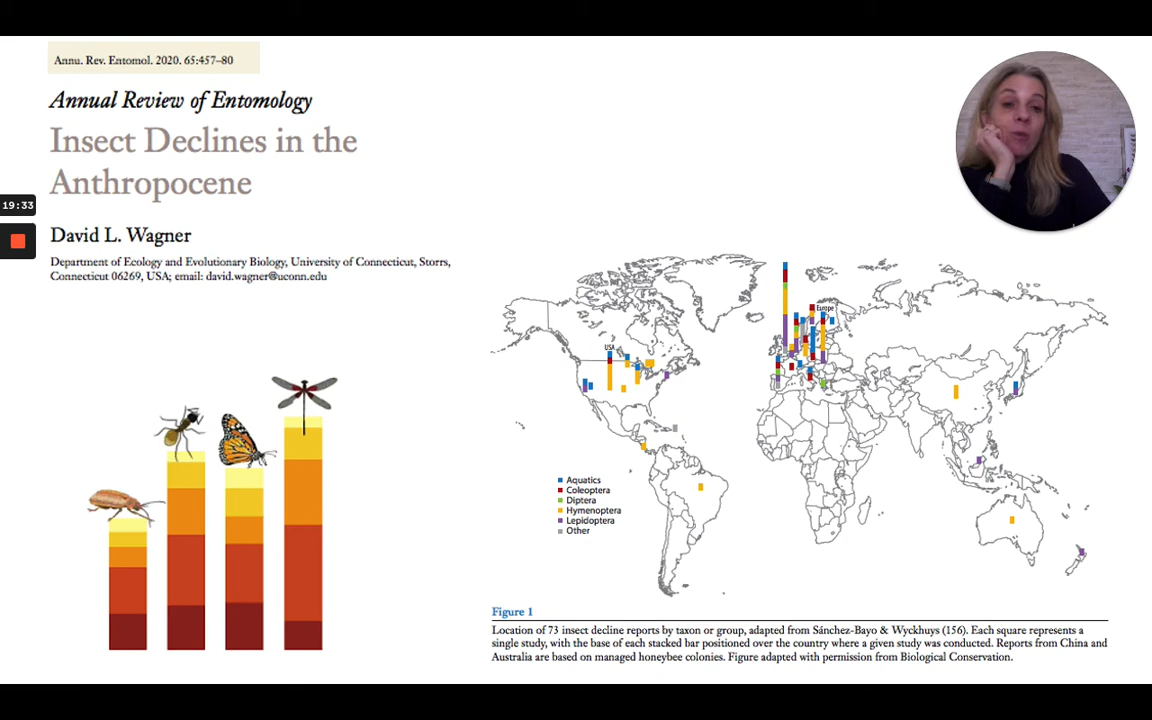 Annu. Rev. Entomol. 2020. 65:457–80
Annual Review of Entomology
Insect Declines in the
Anthropocene
19:33
David L. Wagner
Department of Ecology and Evolutionary Biology, University of Connecticut, Storrs,
Connecticut 06269, USA; email: david.wagner@uconn.edu
Europe
USA
Aquatics
Coleoptera
Diptera
Hymenoptera
Lepidoptera
Other
Figure 1
Location of 73 insect decline reports by taxon or group, adapted from Sánchez-Bayo & Wyckhuys (156). Each square represents a
single study, with the base of each stacked bar positioned over the country where a given study was conducted. Reports from China and
Australia are based on managed honeybee colonies. Figure adapted with permission from Biological Conservation.